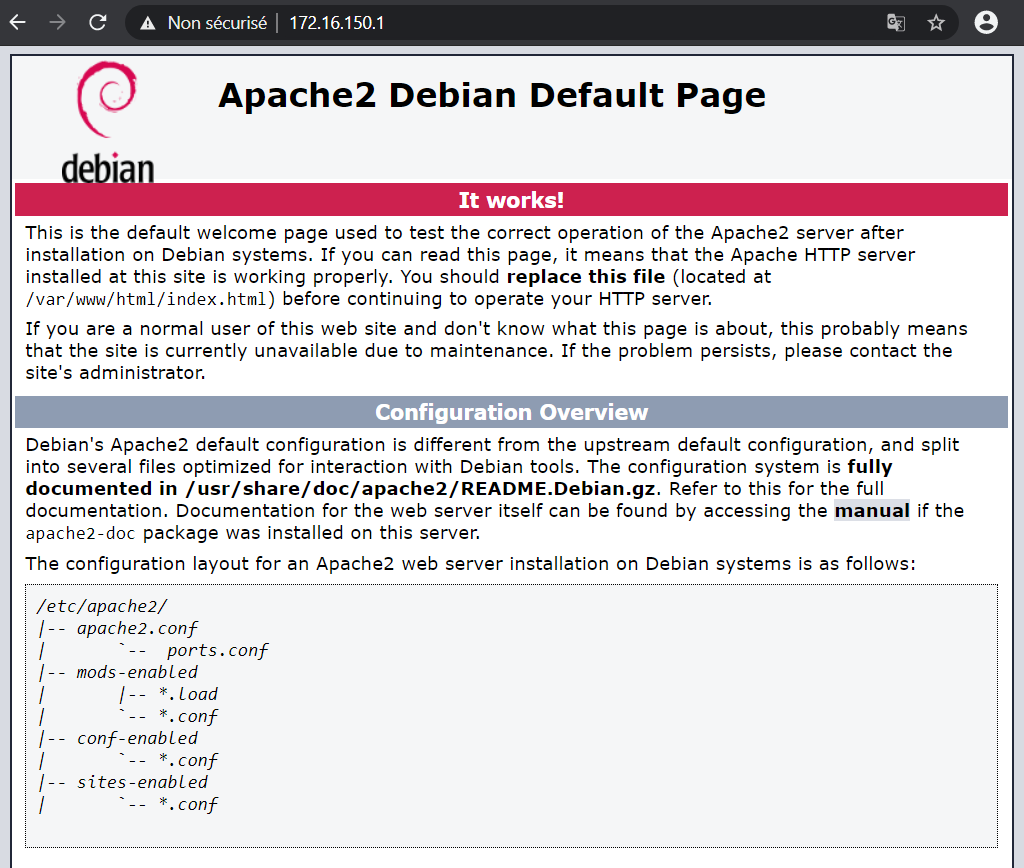 Non sécurisé | 172.16.150.1
debian
Apache2 Debian Default Page
It works!
This is the default welcome page used to test the correct operation of the Apache2 server after
installation on Debian systems. If you can read this page, it means that the Apache HTTP server
installed at this site is working properly. You should replace this file (located at
/var/www/html/index.html) before continuing to operate your HTTP server.
If you are a normal user of this web site and don't know what this page is about, this probably means
that the site is currently unavailable due to maintenance. If the problem persists, please contact the
site's administrator.
Configuration Overview
Debian's Apache2 default configuration is different from the upstream default configuration, and split
into several files optimized for interaction with Debian tools. The configuration system is fully
documented in /usr/share/doc/apache2/README.Debian.gz. Refer to this for the full
documentation. Documentation for the web server itself can be found by accessing the manual if the
apache2-doc package was installed on this server.
The configuration layout for an Apache2 web server installation on Debian systems is as follows:
/etc/apache2/
|-- apache2.conf
|       `--  ports.conf
|-- mods-enabled
|       |-- *.load
|       `-- *.conf
|-- conf-enabled
|       `-- *.conf
|-- sites-enabled
|       `-- *.conf